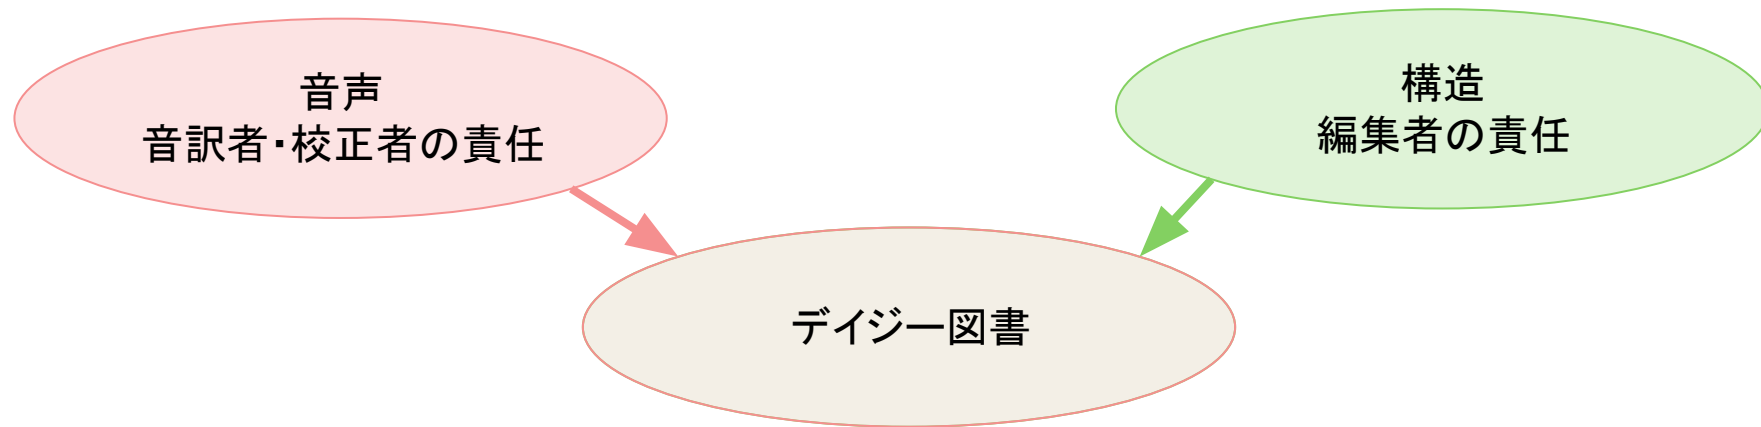 音声
音訳者・校正者の責任
構造
編集者の責任
デイジー図書